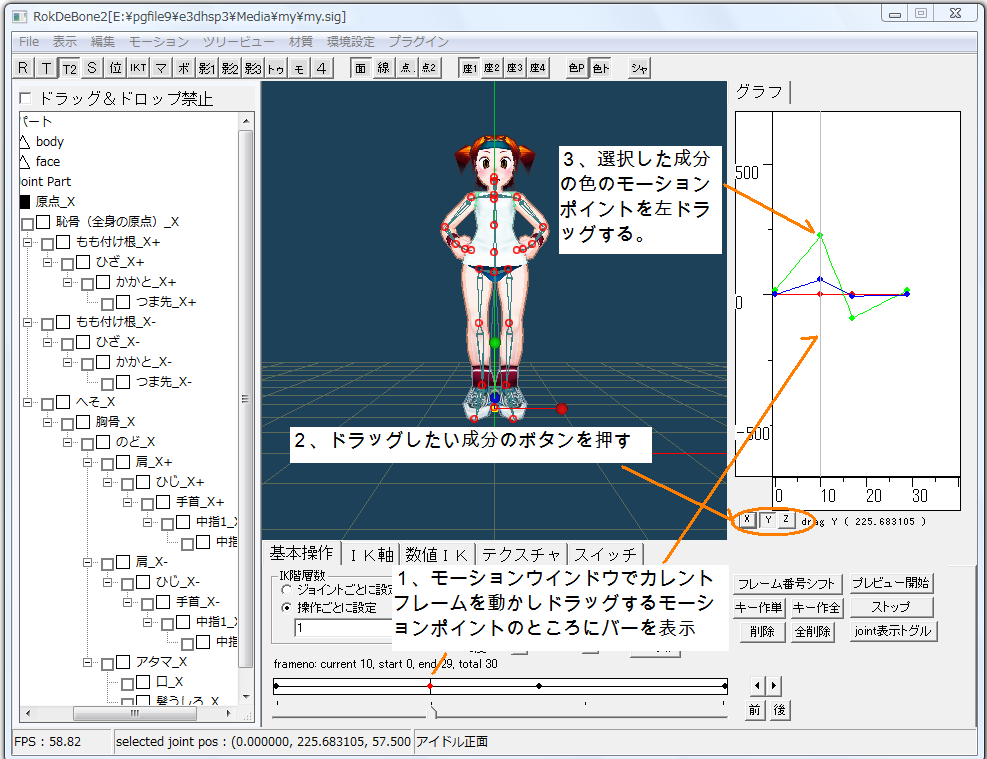 RokDeBone2[E:¥pgfile9¥e3dhsp3¥Media¥my¥my.sig]
File 表示 編集 モーション ツリービュー 材質 環境設定 プラグイン
R T T2 S 位 IKT マ ボ 影1 影2 影3 トゥ モ 4 面 線 点. 点2 座1 座2 座3 座4 色P 色ト シャ
ドラッグ＆ドロップ禁止
パート
body
face
Joint Part
原点_X
恥骨（全身の原点）_X
もも付け根_X+
ひざ_X+
かかと_X+
つま先_X+
もも付け根_X-
ひざ_X-
かかと_X-
つま先_X-
へそ_X
胸骨_X
のど_X
肩_X+
ひじ_X+
手首_X+
中指1_X
中指
肩_X-
ひじ_X-
手首_X-
中指1_X
中指
アタマ_X
口_X
髪うしろ_X
３、選択した成分
の色のモーション
ポイントを左ドラ
ッグする。
２、ドラッグしたい成分のボタンを押す
グラフ
500
0
-500
0 10 20 30
X Y Z drag Y ( 225.683105 )
基本操作 ＩＫ軸 数値ＩＫ テクスチャ スイッチ
IK階層数
ジョイントごとに設定
操作ごとに設定
1
１、モーションウインドウでカレント
フレームを動かしドラッグするモーシ
ョンポイントのところにバーを表示
frameno: current 10, start 0, end 29, total 30
フレーム番号シフト プレビュー開始
キー作単 キー作全 ストップ
削除 全削除 joint表示トグル
前 後
FPS : 58.82 selected joint pos : (0.000000, 225.683105, 57.500 アイドル正面